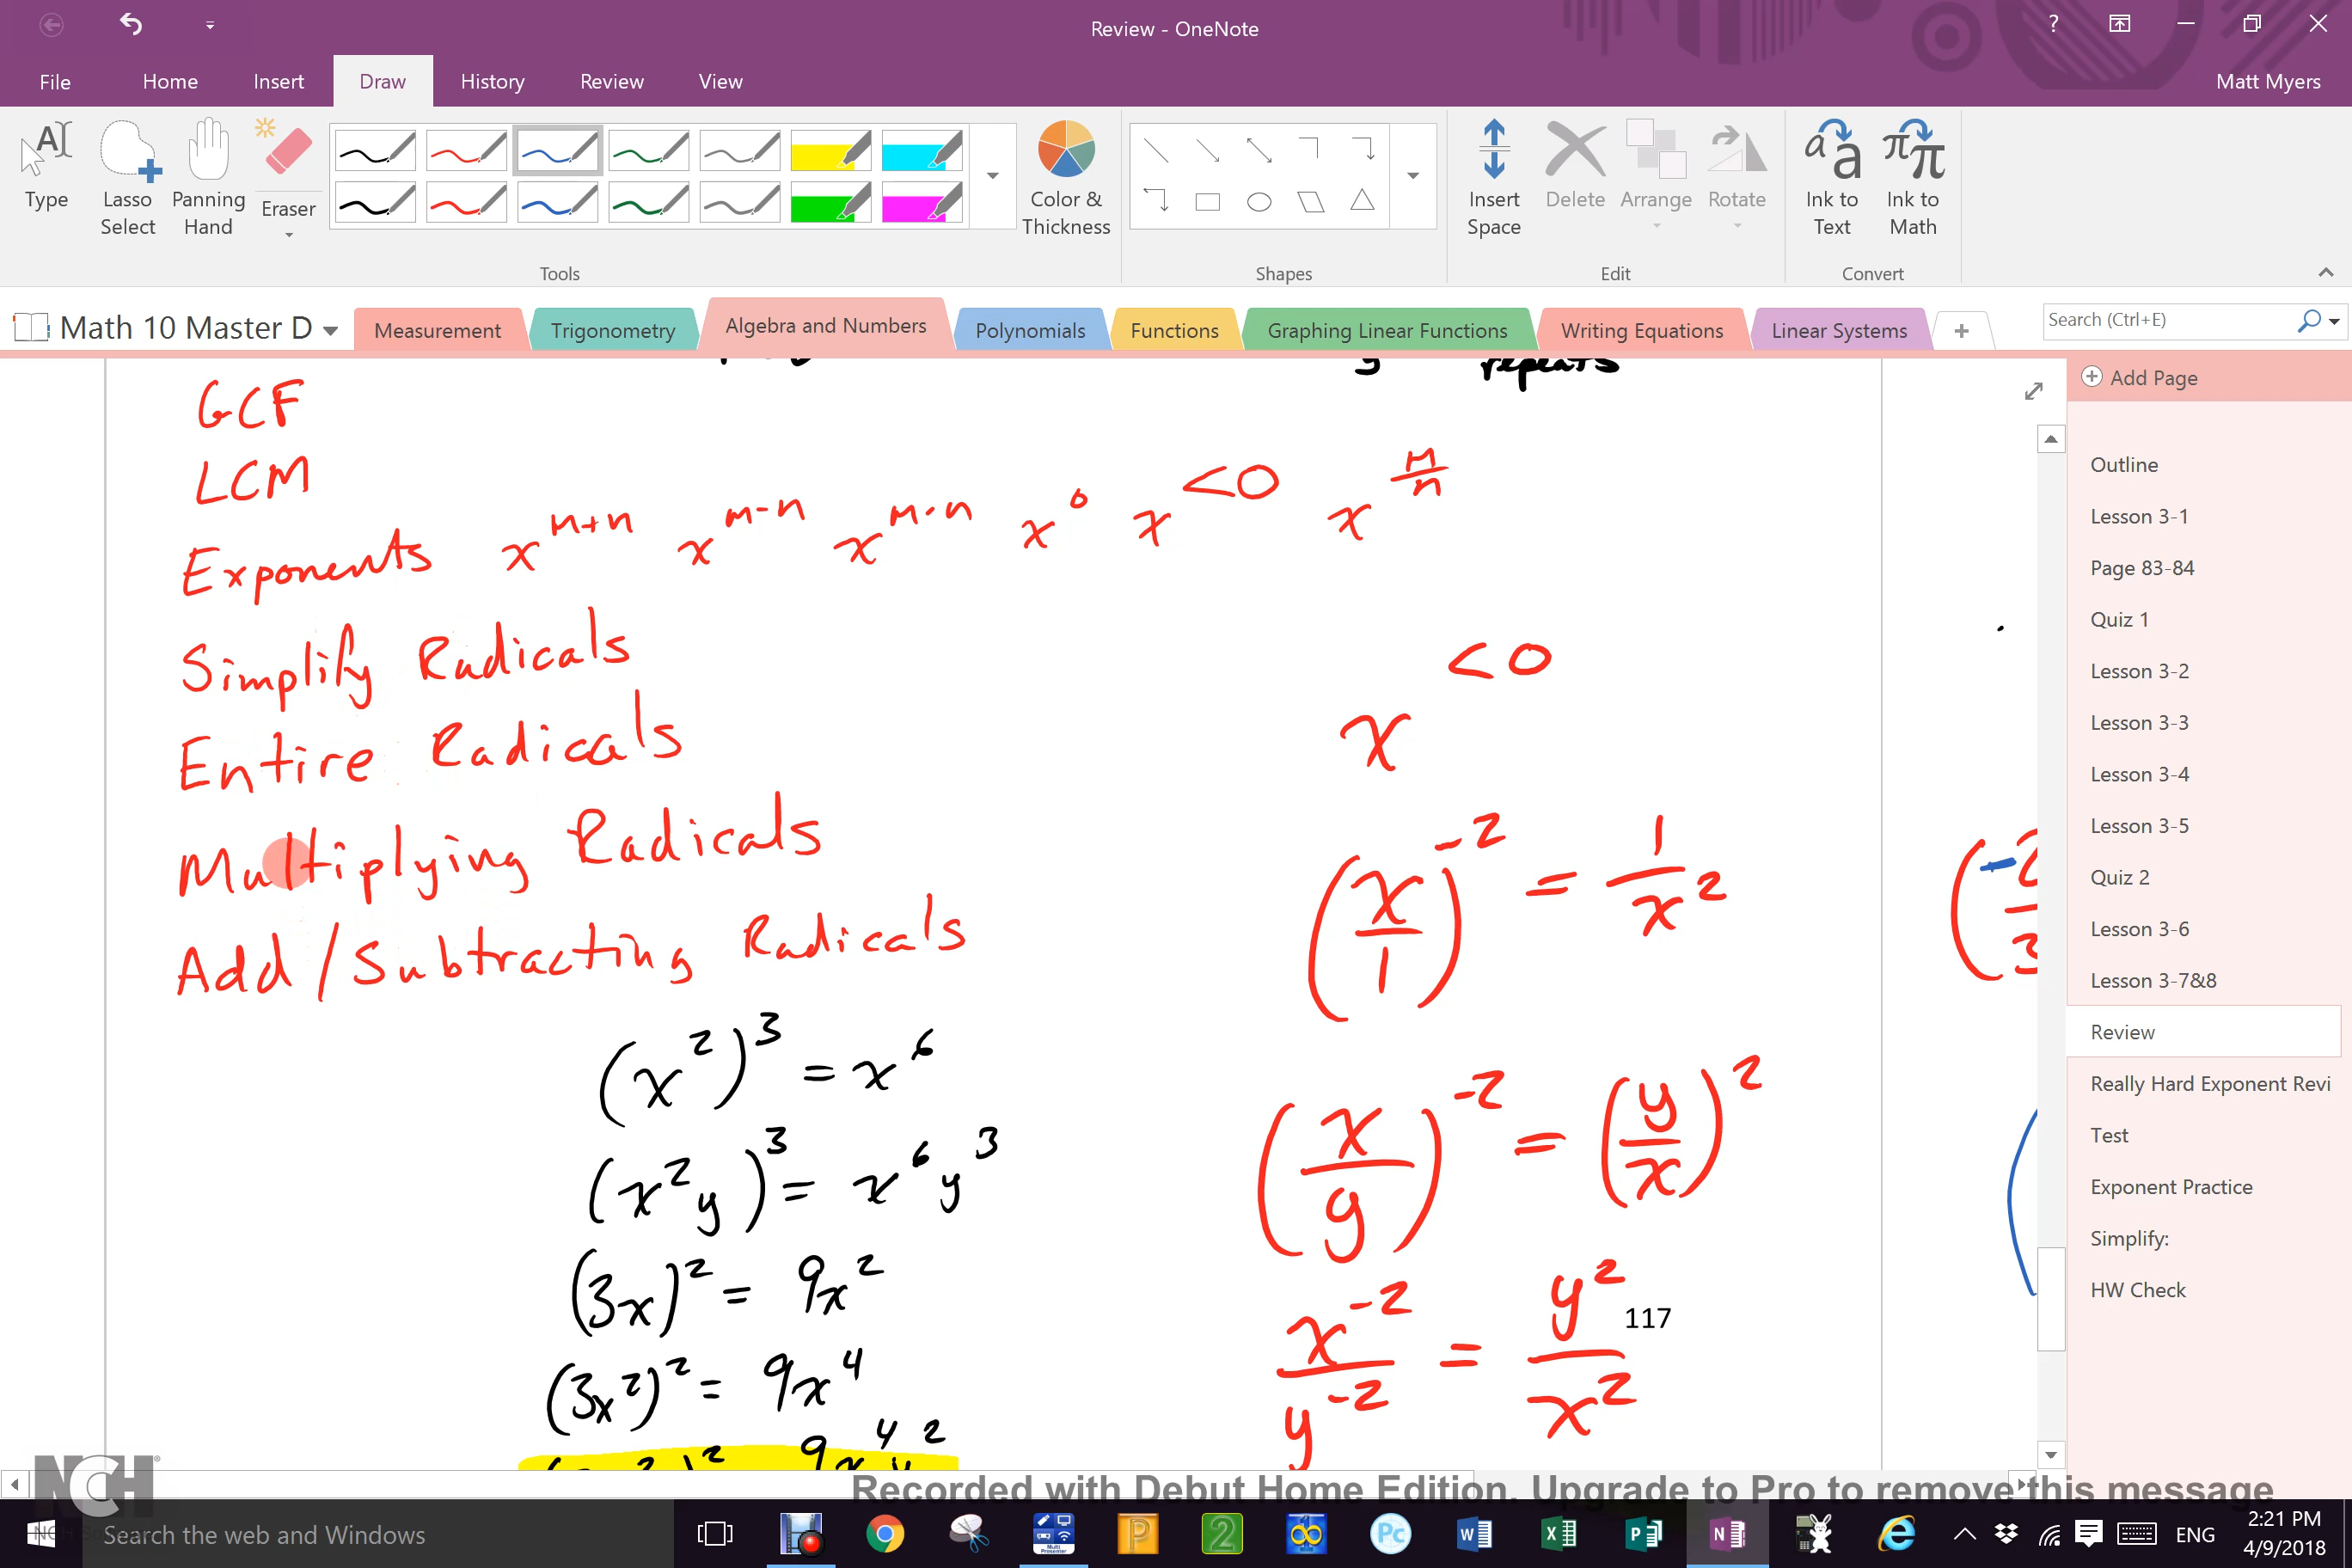 Review - OneNote
?
File Home Insert Draw History Review View Matt Myers
Type
Lasso Select
Panning Hand
Eraser
Color & Thickness
Insert Space
Delete
Arrange
Rotate
Ink to Text
Ink to Math
Tools Shapes Edit Convert
Math 10 Master D Measurement Trigonometry Algebra and Numbers Polynomials Functions Graphing Linear Functions Writing Equations Linear Systems + Search (Ctrl+E)
repeats
GCF
LCM
Exponents x^{m+n} x^{m-n} x^{m·n} x^0 x^{<0} x^{m/n}
Simplify Radicals
Entire Radicals
Multiplying Radicals
Add/Subtracting Radicals
(x^2)^3 = x^6
(x^2y)^3 = x^6y^3
(3x)^2 = 9x^2
(3x^2)^2 = 9x^4
x^{<0}
(x/1)^{-2} = 1/x^2
(x/y)^{-2} = (y/x)^2
x^{-2}/y^{-2} = y^2/x^2
117
Add Page
Outline
Lesson 3-1
Page 83-84
Quiz 1
Lesson 3-2
Lesson 3-3
Lesson 3-4
Lesson 3-5
Quiz 2
Lesson 3-6
Lesson 3-7&8
Review
Really Hard Exponent Revi
Test
Exponent Practice
Simplify:
HW Check
NCH
Recorded with Debut Home Edition. Upgrade to Pro to remove this message
Search the web and Windows
ENG
2:21 PM
4/9/2018